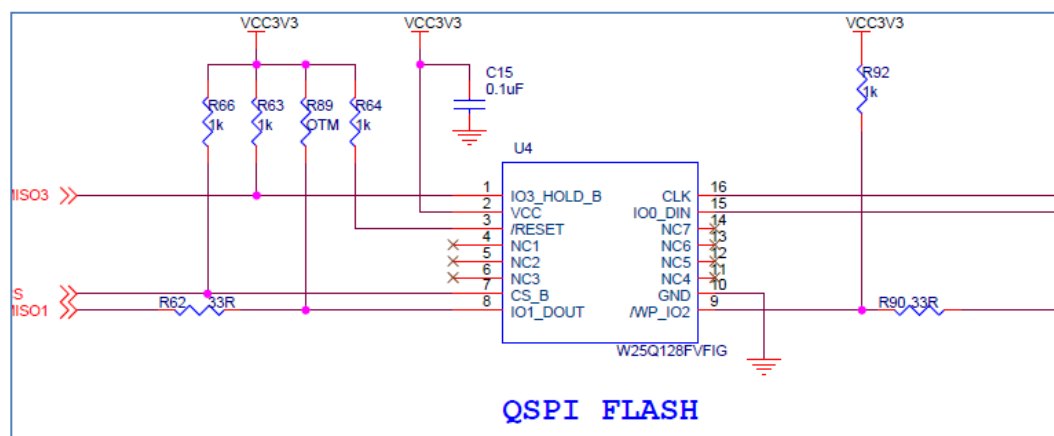 VCC3V3
VCC3V3
VCC3V3
R66
1k
R63
1k
R89
OTM
R64
1k
C15
0.1uF
R92
1k
U4
MISO3
1
IO3_HOLD_B
CLK
16
2
VCC
IO0_DIN
15
3
/RESET
NC7
14
4
NC1
NC6
13
5
NC2
NC5
12
6
NC3
NC4
11
S
7
CS_B
GND
10
MISO1
R62
33R
8
IO1_DOUT
/WP_IO2
9
R90
33R
W25Q128FVFIG
QSPI FLASH